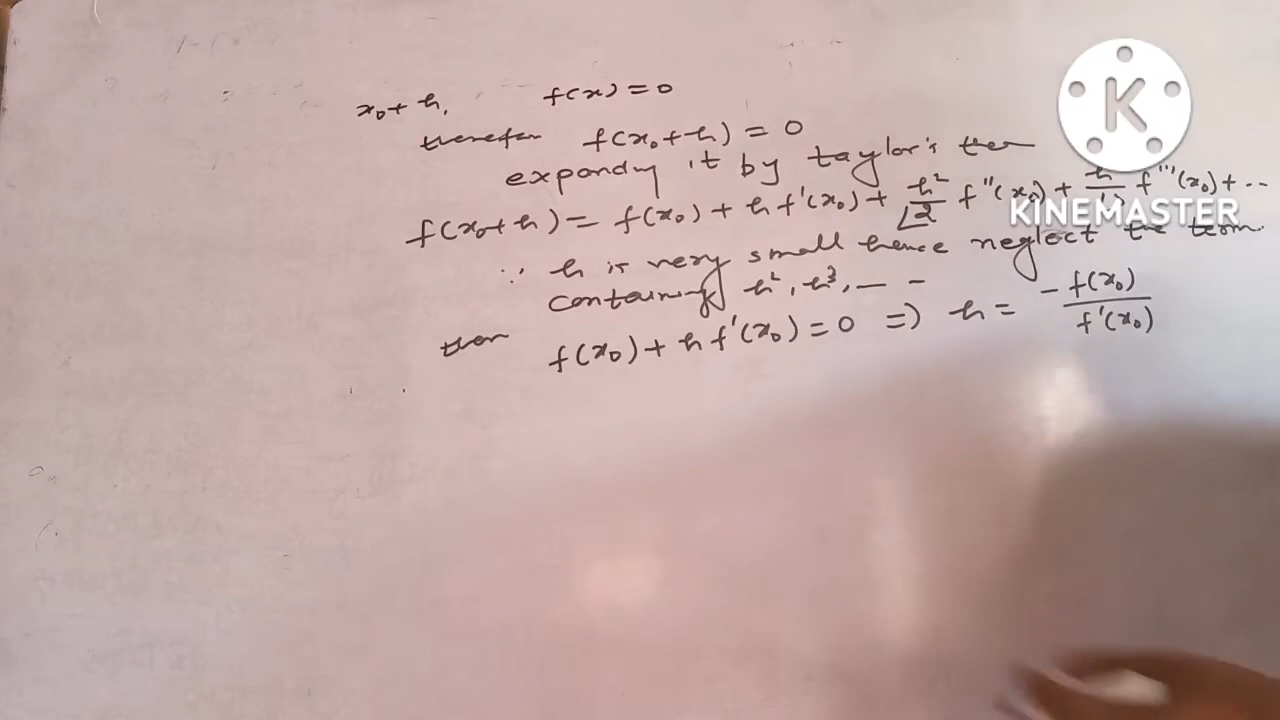 x₀+h, f(x)=0
therefore f(x₀+h) = 0
expanding it by taylor's
f(x₀+h) = f(x₀) + h f'(x₀) + h²/⌊2 f''(x₀) + f'''(x₀) + --
∵ h is very small hence neglect the term
containing h², h³, — –
then f(x₀) + h f'(x₀) = 0 ⇒ h = -f(x₀)/f'(x₀)
K
KINEMASTER